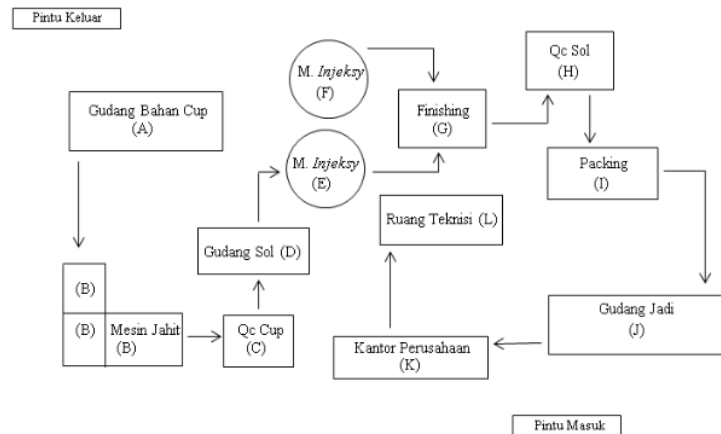 Pintu Keluar
Gudang Bahan Cup
(A)
M. Injeksy
(F)
Finishing
(G)
Qc Sol
(H)
M. Injeksy
(E)
Packing
(I)
Ruang Teknisi (L)
Gudang Sol (D)
(B)
(B)
Mesin Jahit
(B)
Qc Cup
(C)
Kantor Perusahaan
(K)
Gudang Jadi
(J)
Pintu Masuk